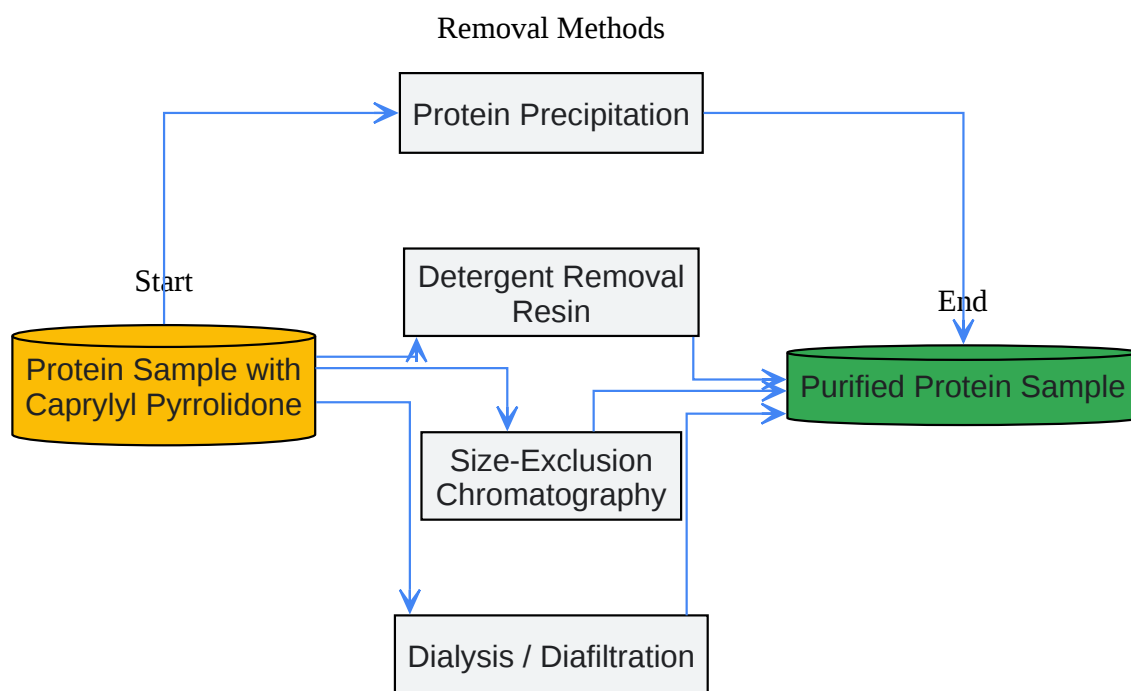 Removal Methods
Protein Precipitation
Start
Detergent Removal
Resin
End
Protein Sample with
Caprylyl Pyrrolidone
Purified Protein Sample
Size-Exclusion
Chromatography
Dialysis / Diafiltration